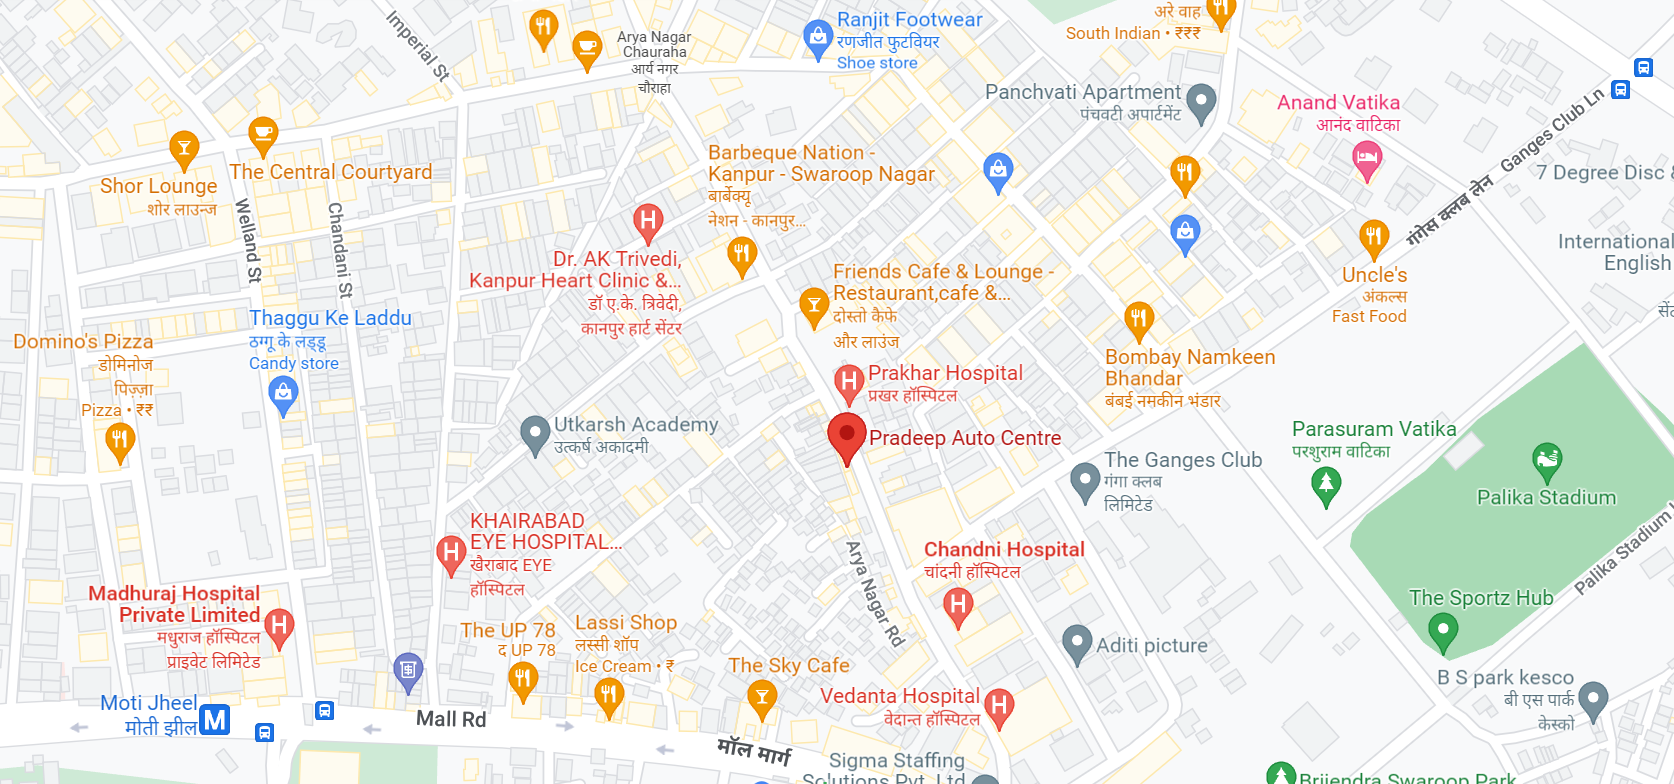 Imperial St
Arya Nagar
Chauraha
आर्य नगर
चौराहा
Ranjit Footwear
रणजीत फुटवियर
Shoe store
अरे वाह
South Indian • ₹₹₹
Panchvati Apartment
पंचवटी अपार्टमेंट
Anand Vatika
आनंद वाटिका
गंगेस क्लब लेन Ganges Club Ln
7 Degree Disc &
International
English
Shor Lounge
शोर लाउन्ज
The Central Courtyard
Welland St
Chandani St
Barbeque Nation -
Kanpur - Swaroop Nagar
बार्बेक्यू
नेशन - कानपुर...
Dr. AK Trivedi,
Kanpur Heart Clinic &...
डॉ ए.के. त्रिवेदी,
कानपुर हार्ट सेंटर
Friends Cafe & Lounge -
Restaurant,cafe &...
दोस्तो कैफे
और लाउंज
Uncle's
अंकल्स
Fast Food
Thaggu Ke Laddu
ठग्गू के लड्डू
Candy store
Domino's Pizza
डोमिनोज
पिज़्ज़ा
Pizza • ₹₹
Bombay Namkeen
Bhandar
बंबई नमकीन भंडार
Prakhar Hospital
प्रखर हॉस्पिटल
Pradeep Auto Centre
Utkarsh Academy
उत्कर्ष अकादमी
The Ganges Club
गंगा क्लब
लिमिटेड
Parasuram Vatika
परशुराम वाटिका
Palika Stadium
Palika Stadium
KHAIRABAD
EYE HOSPITAL...
खैराबाद EYE
हॉस्पिटल
Arya Nagar Rd
Chandni Hospital
चांदनी हॉस्पिटल
Madhuraj Hospital
Private Limited
मधुराज हॉस्पिटल
प्राइवेट लिमिटेड
The UP 78
द UP 78
Lassi Shop
लस्सी शॉप
Ice Cream • ₹
The Sky Cafe
Aditi picture
The Sportz Hub
B S park kesco
बी एस पार्क
केस्को
Vedanta Hospital
वेदान्त हॉस्पिटल
Moti Jheel
मोती झील
Mall Rd
मॉल मार्ग
Sigma Staffing
Solutions Pvt. Ltd
Brijendra Swaroop Park